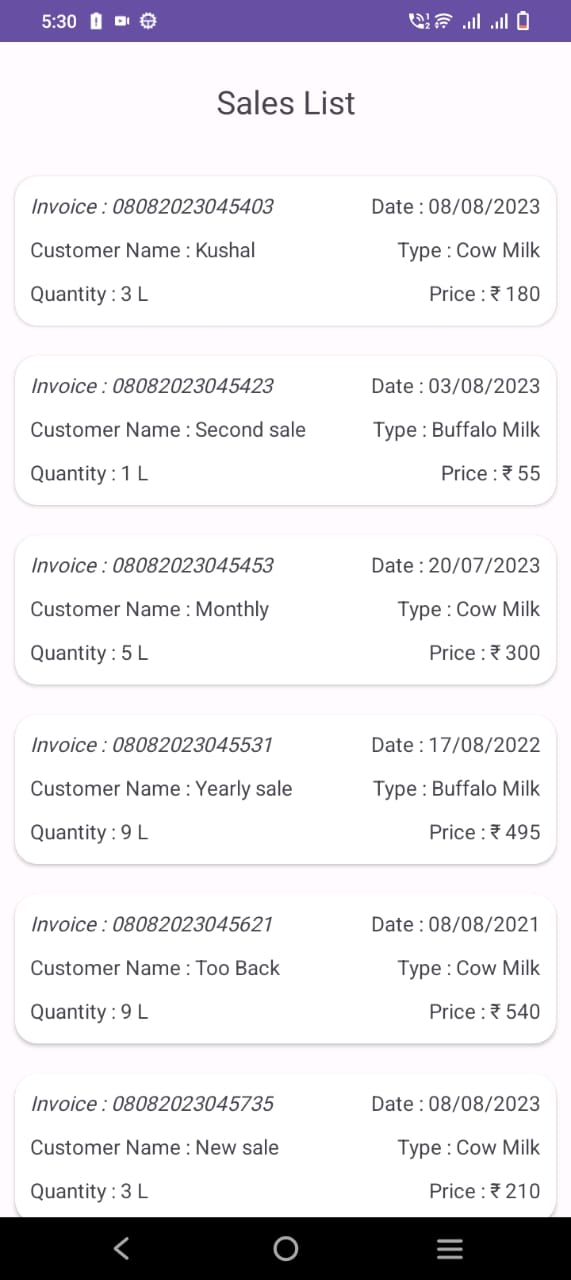 5:30
Sales List
Invoice : 08082023045403 Date : 08/08/2023
Customer Name : Kushal Type : Cow Milk
Quantity : 3 L Price : ₹ 180
Invoice : 08082023045423 Date : 03/08/2023
Customer Name : Second sale Type : Buffalo Milk
Quantity : 1 L Price : ₹ 55
Invoice : 08082023045453 Date : 20/07/2023
Customer Name : Monthly Type : Cow Milk
Quantity : 5 L Price : ₹ 300
Invoice : 08082023045531 Date : 17/08/2022
Customer Name : Yearly sale Type : Buffalo Milk
Quantity : 9 L Price : ₹ 495
Invoice : 08082023045621 Date : 08/08/2021
Customer Name : Too Back Type : Cow Milk
Quantity : 9 L Price : ₹ 540
Invoice : 08082023045735 Date : 08/08/2023
Customer Name : New sale Type : Cow Milk
Quantity : 3 L Price : ₹ 210